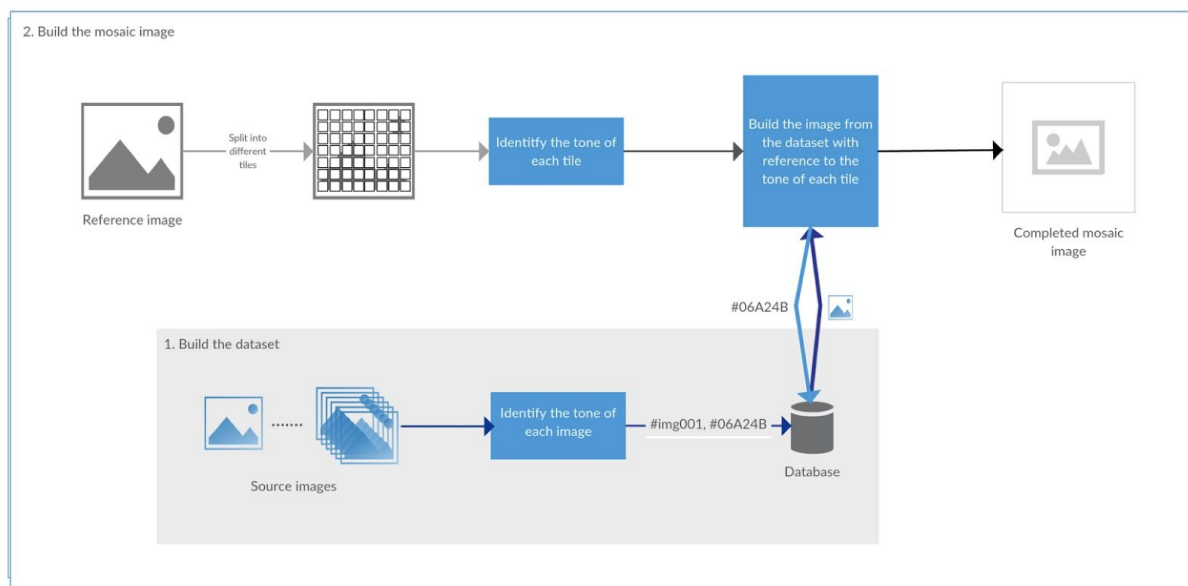 2. Build the mosaic image
Split into
different
tiles
Identitfy the tone of
each tile
Build the image from
the dataset with
reference to the
tone of each tile
Reference image
Completed mosaic
image
#06A24B
1. Build the dataset
Identify the tone of
each image
#img001, #06A24B
Source images
Database